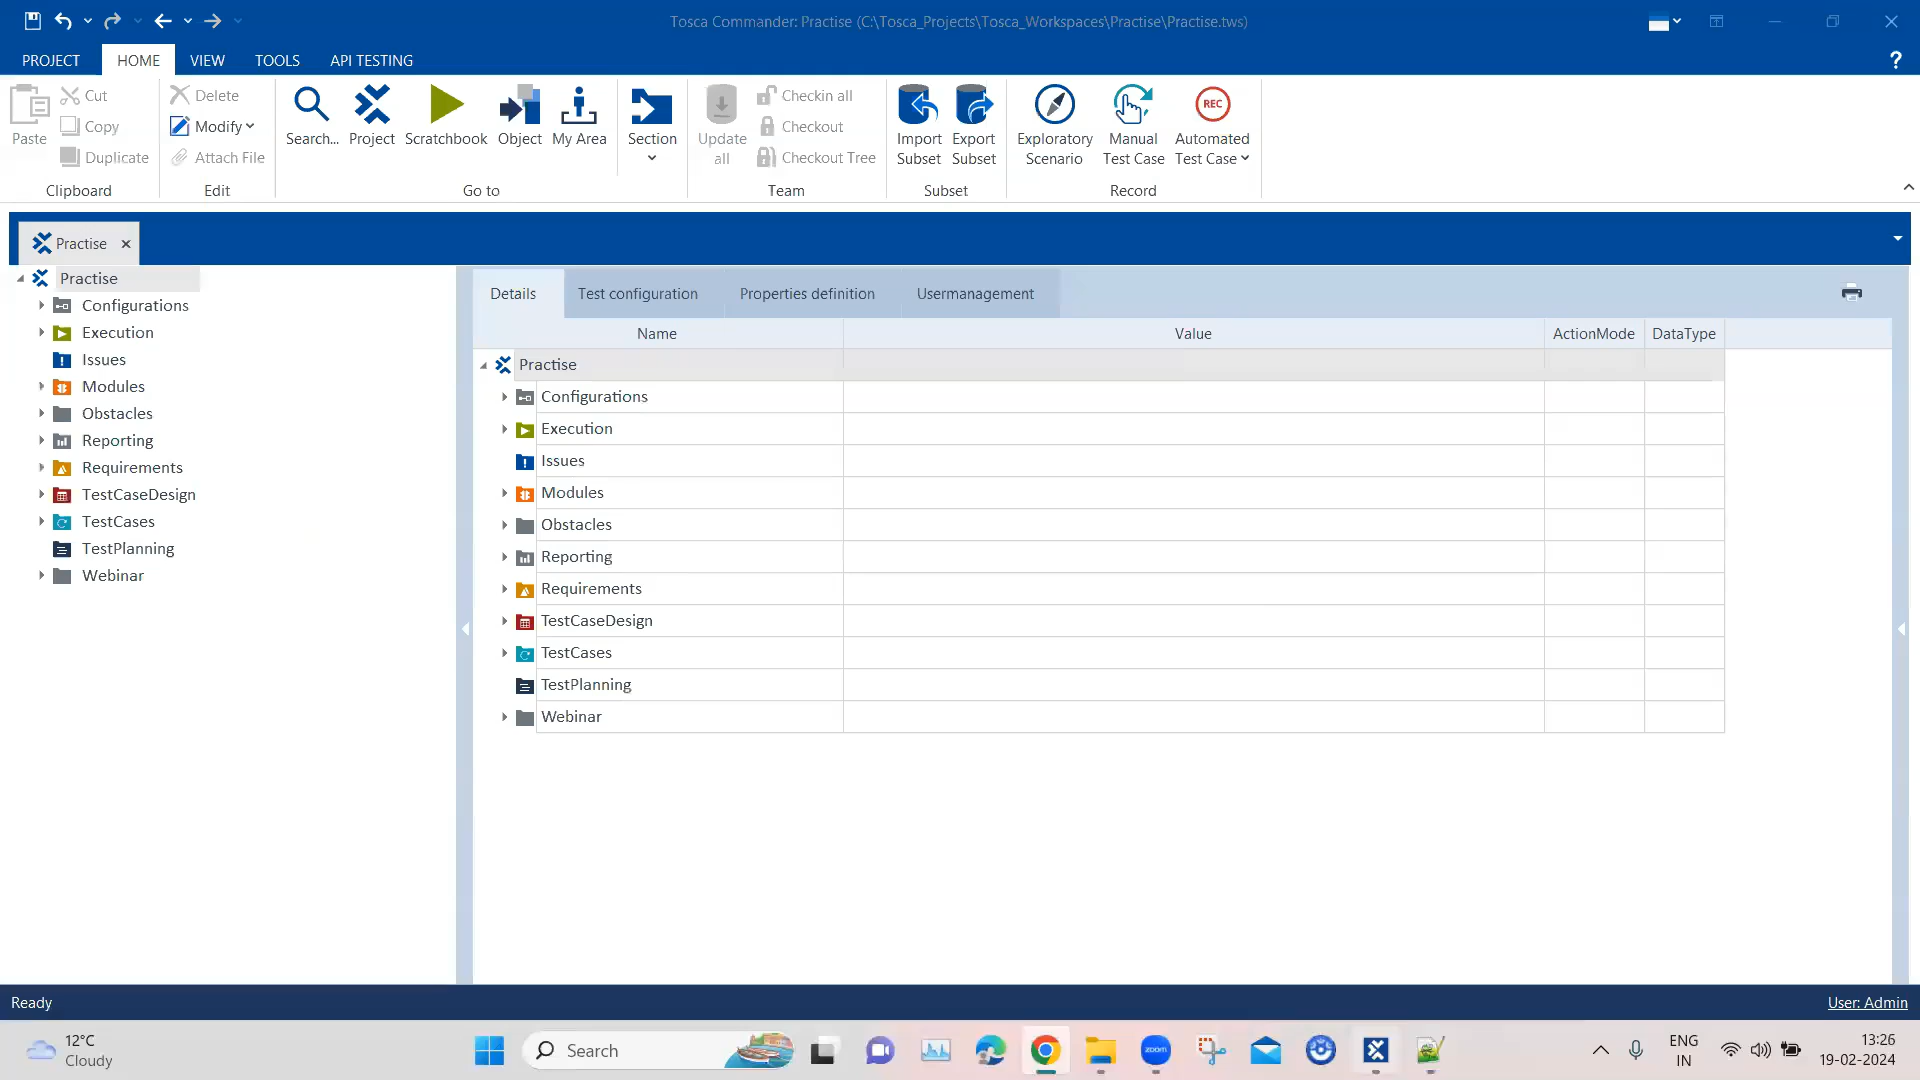 Tosca Commander: Practise (C:\Tosca_Projects\Tosca_Workspaces\Practise\Practise.tws)
PROJECT HOME VIEW TOOLS API TESTING ?
Paste
Cut
Copy
Duplicate
Clipboard
Delete
Modify
Attach File
Edit
Search... Project Scratchbook Object My Area Section
Go to
Update all
Checkin all
Checkout
Checkout Tree
Team
Import Subset
Export Subset
Subset
Exploratory Scenario
Manual Test Case
REC
Automated Test Case
Record
Practise
Practise
Configurations
Execution
Issues
Modules
Obstacles
Reporting
Requirements
TestCaseDesign
TestCases
TestPlanning
Webinar
Details Test configuration Properties definition Usermanagement
Name Value ActionMode DataType
Practise
Configurations
Execution
Issues
Modules
Obstacles
Reporting
Requirements
TestCaseDesign
TestCases
TestPlanning
Webinar
Ready User: Admin
12°C
Cloudy
Search
zoom
ENG
IN
13:26
19-02-2024